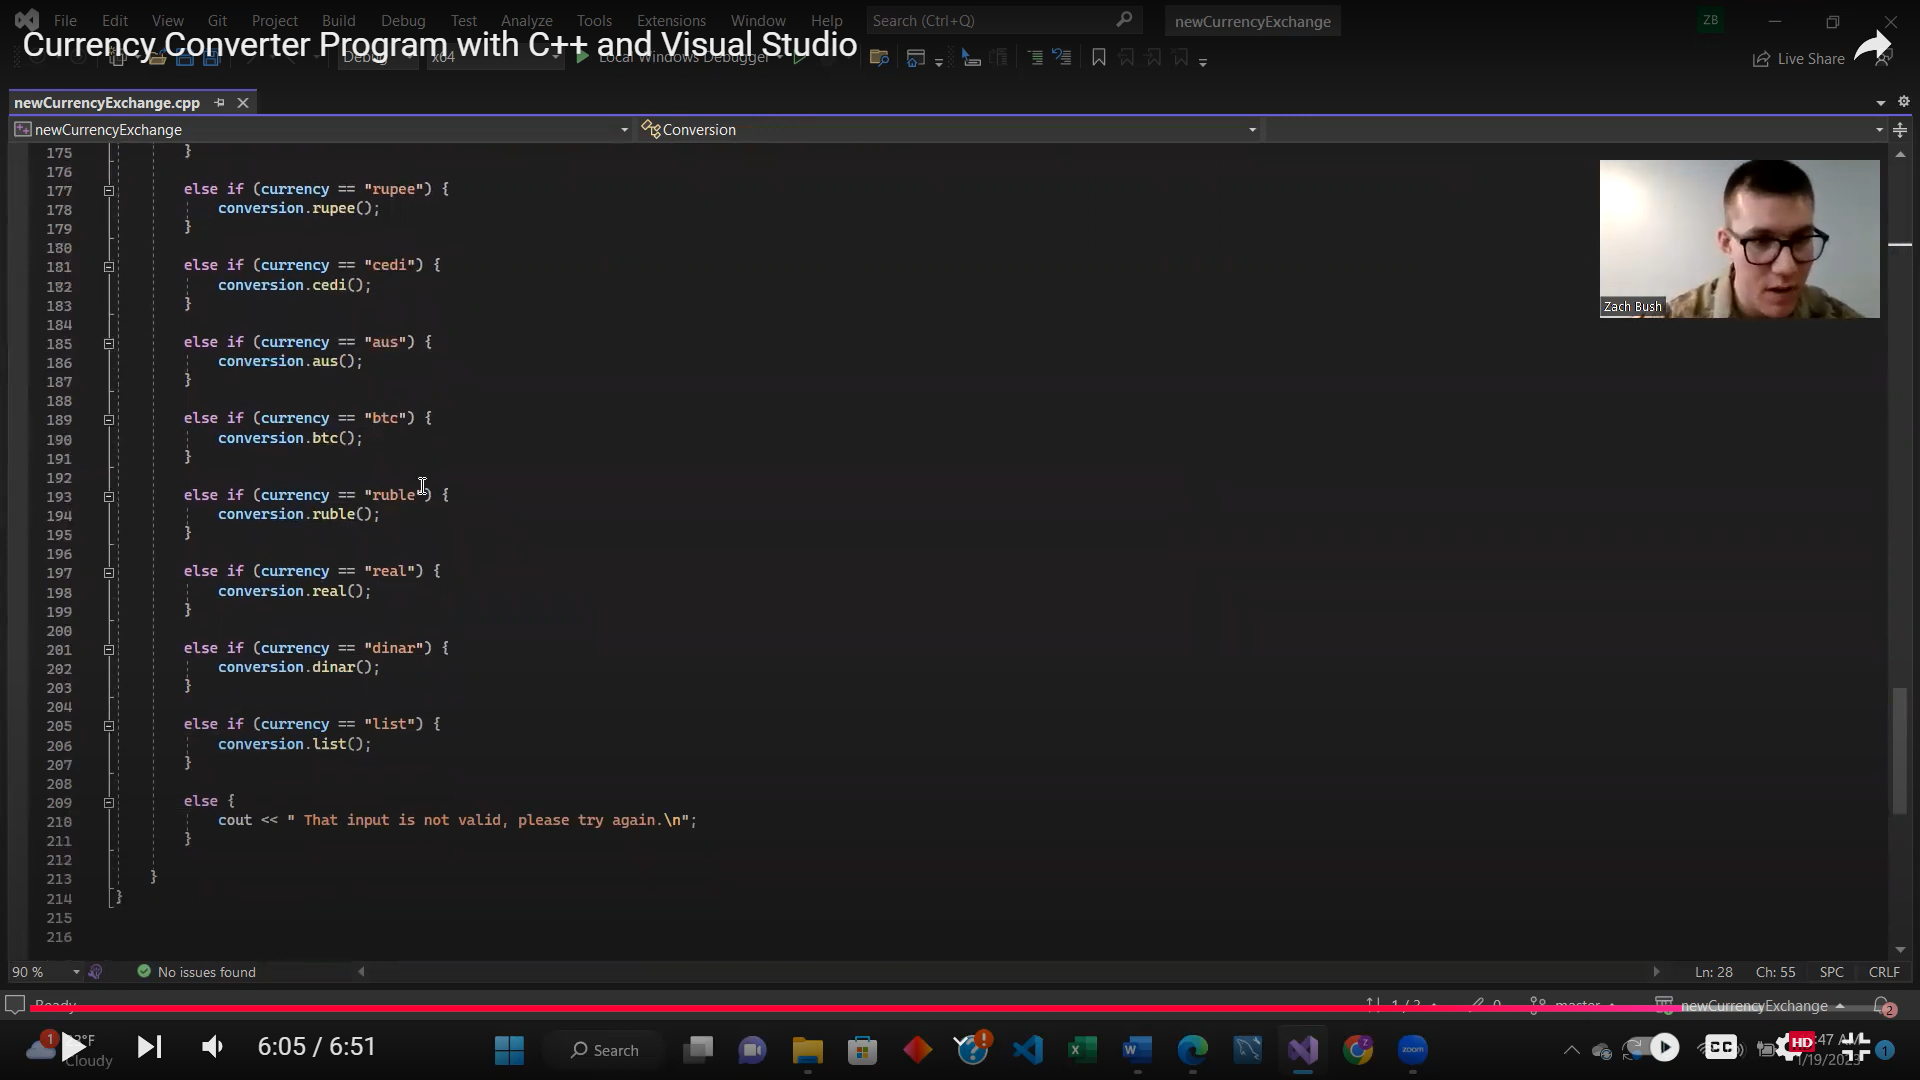 File Edit View Git Project Build Debug Test Analyze Tools Extensions Window Help Search (Ctrl+Q) newCurrencyExchange ZB
Currency Converter Program with C++ and Visual Studio
Debug x64 Local Windows Debugger Live Share
newCurrencyExchange.cpp
newCurrencyExchange Conversion
175 }
176
177 else if (currency == "rupee") {
178 conversion.rupee();
179 }
180
181 else if (currency == "cedi") {
182 conversion.cedi();
183 }
184
185 else if (currency == "aus") {
186 conversion.aus();
187 }
188
189 else if (currency == "btc") {
190 conversion.btc();
191 }
192
193 else if (currency == "ruble") {
194 conversion.ruble();
195 }
196
197 else if (currency == "real") {
198 conversion.real();
199 }
200
201 else if (currency == "dinar") {
202 conversion.dinar();
203 }
204
205 else if (currency == "list") {
206 conversion.list();
207 }
208
209 else {
210 cout << " That input is not valid, please try again.\n";
211 }
212
213 }
214 }
215
216
Zach Bush
90 % No issues found Ln: 28 Ch: 55 SPC CRLF
Ready master newCurrencyExchange 2
1 Cloudy
6:05 / 6:51
Search
zoom
CC HD
1